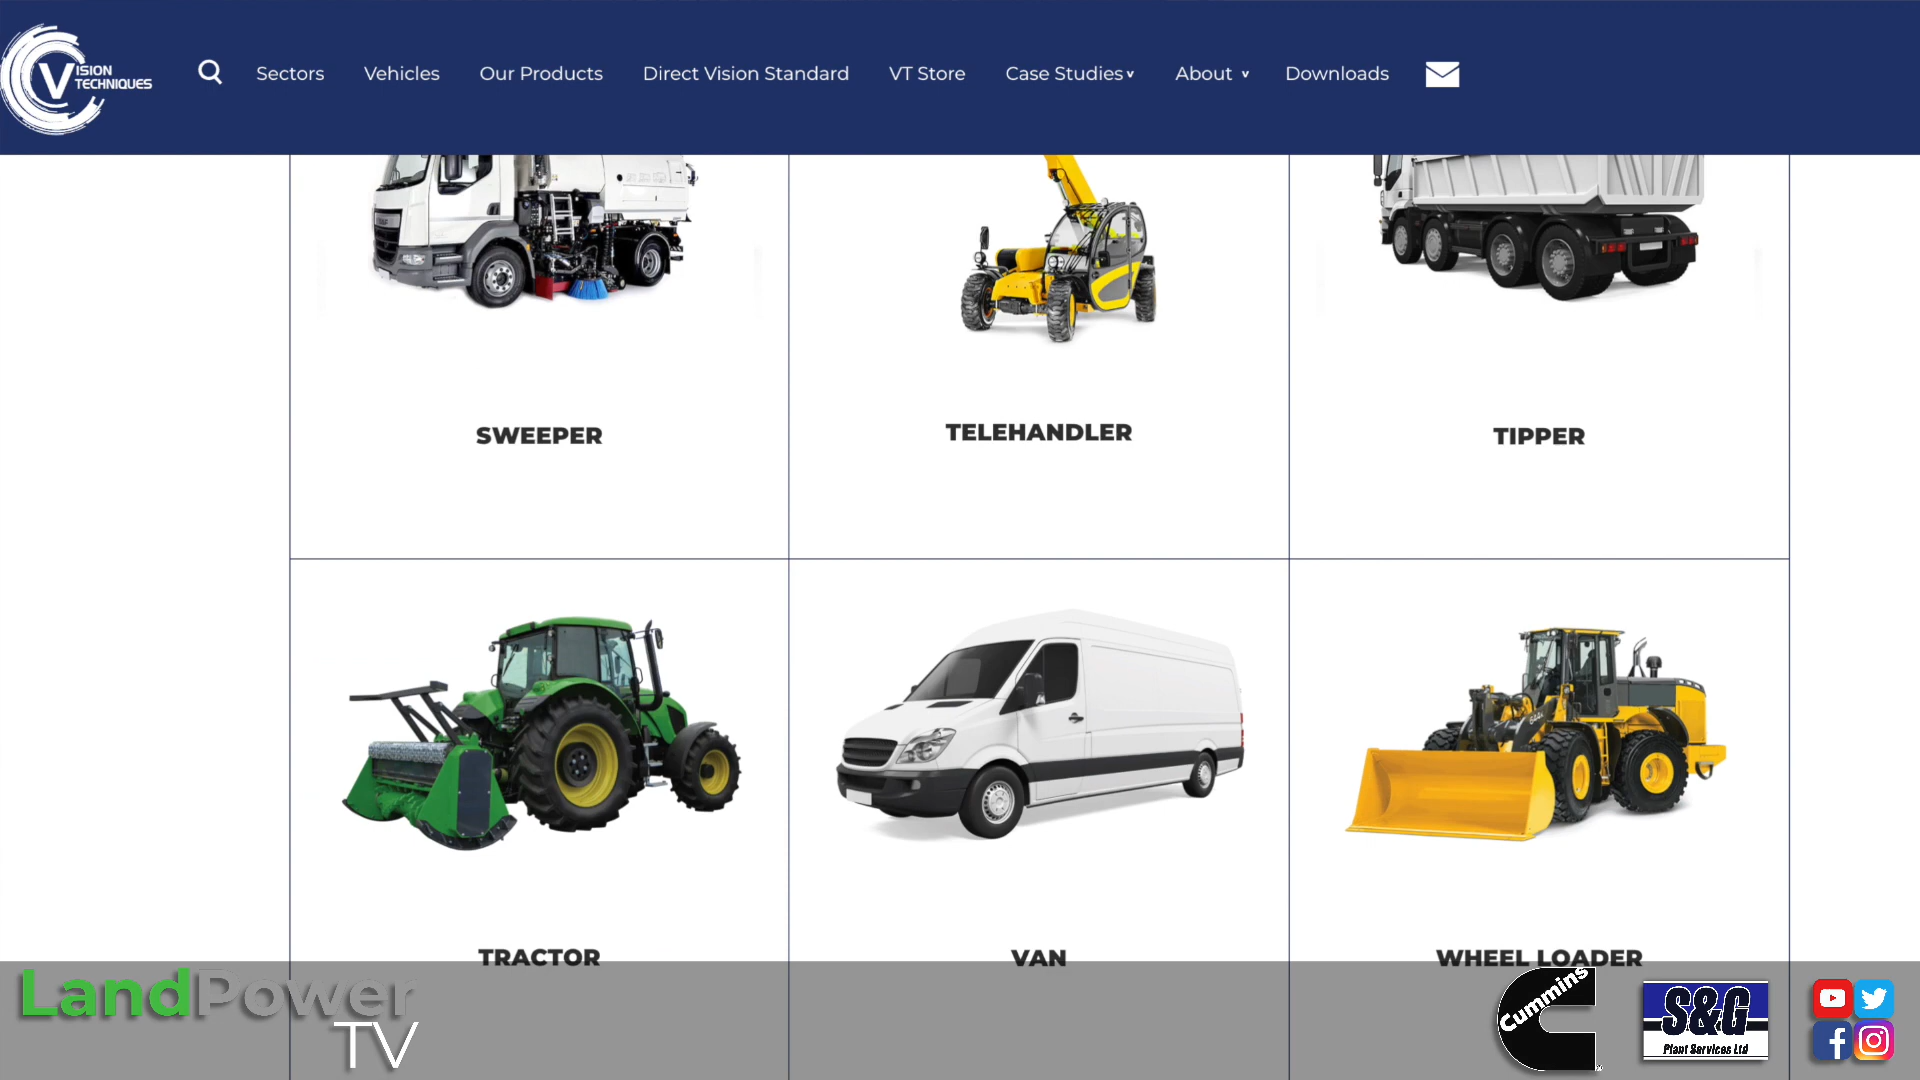 VISION
TECHNIQUES
Sectors
Vehicles
Our Products
Direct Vision Standard
VT Store
Case Studies
About
Downloads
SWEEPER
TELEHANDLER
TIPPER
TRACTOR
VAN
WHEEL LOADER
LandPower
TV
Cummins
S&G
Plant Services Ltd